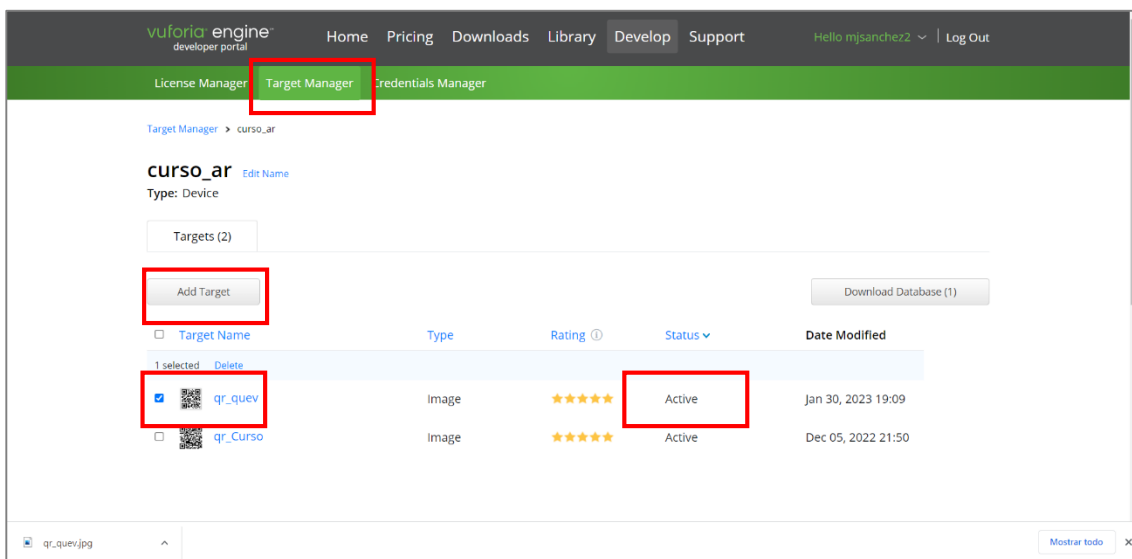 vuforia engine
developer portal
Home Pricing Downloads Library Develop Support Hello mjsanchez2 | Log Out
License Manager Target Manager Credentials Manager
Target Manager > curso_ar
curso_ar Edit Name
Type: Device
Targets (2)
Add Target Download Database (1)
Target Name Type Rating Status Date Modified
1 selected Delete
qr_quev Image Active Jan 30, 2023 19:09
qr_Curso Image Active Dec 05, 2022 21:50
qr_quev.jpg Mostrar todo X